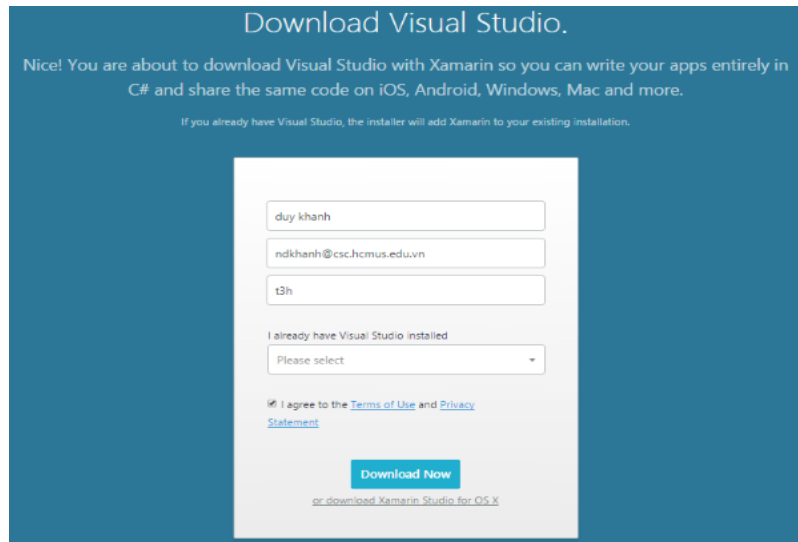 Download Visual Studio.
Nice! You are about to download Visual Studio with Xamarin so you can write your apps entirely in
C# and share the same code on iOS, Android, Windows, Mac and more.
If you already have Visual Studio, the installer will add Xamarin to your existing installation.
duy khanh
ndkhanh@csc.hcmus.edu.vn
t3h
I already have Visual Studio installed
Please select
I agree to the Terms of Use and Privacy
Statement
Download Now
or download Xamarin Studio for OS X